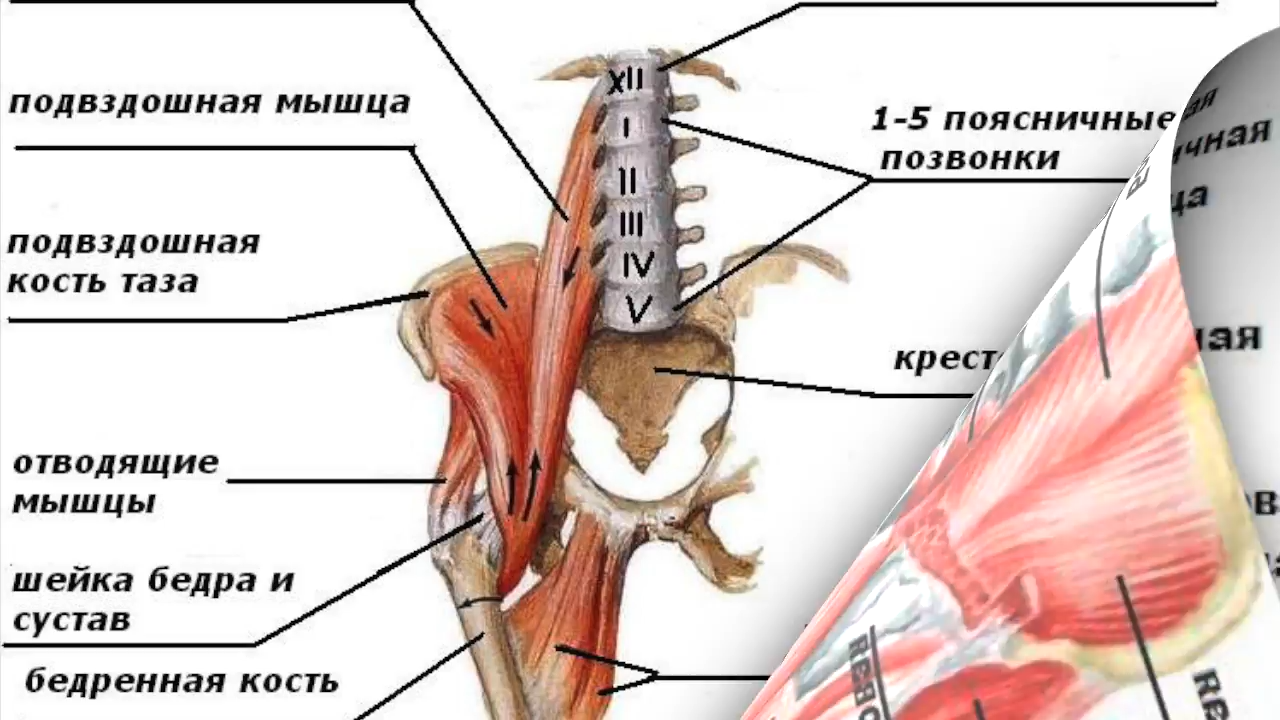 подвздошная мышца
подвздошная
кость таза
отводящие
мышцы
шейка бедра и
сустав
бедренная кость
XII
I
II
III
IV
V
1-5 поясничные
позвонки